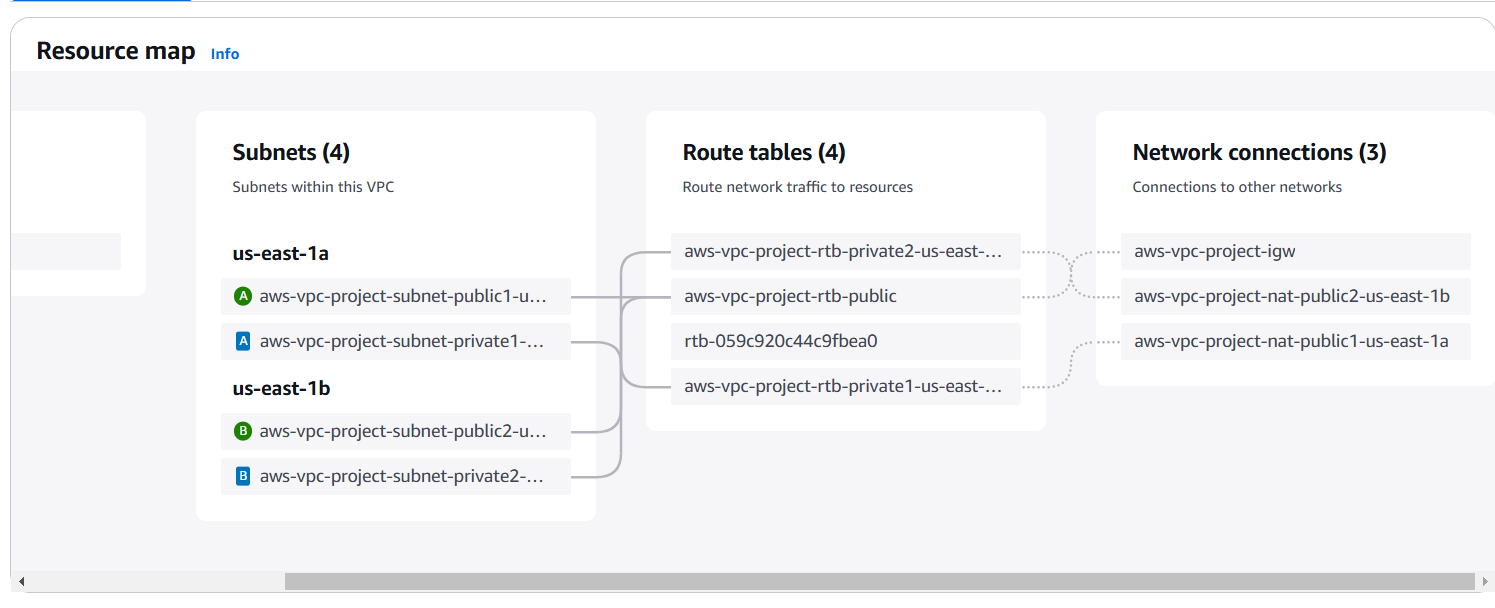 Resource map Info
Subnets (4)
Subnets within this VPC
us-east-1a
A aws-vpc-project-subnet-public1-u...
A aws-vpc-project-subnet-private1-...
us-east-1b
B aws-vpc-project-subnet-public2-u...
B aws-vpc-project-subnet-private2-...
Route tables (4)
Route network traffic to resources
aws-vpc-project-rtb-private2-us-east-...
aws-vpc-project-rtb-public
rtb-059c920c44c9fbea0
aws-vpc-project-rtb-private1-us-east-...
Network connections (3)
Connections to other networks
aws-vpc-project-igw
aws-vpc-project-nat-public2-us-east-1b
aws-vpc-project-nat-public1-us-east-1a